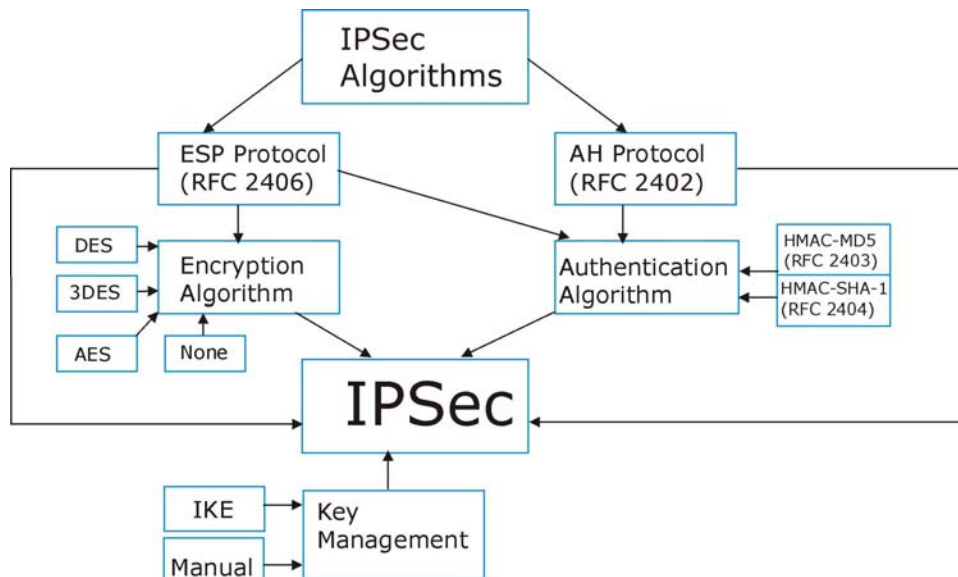 IPSec
Algorithms
ESP Protocol
(RFC 2406)
AH Protocol
(RFC 2402)
DES
3DES
AES
None
Encryption
Algorithm
Authentication
Algorithm
HMAC-MD5
(RFC 2403)
HMAC-SHA-1
(RFC 2404)
IPSec
IKE
Manual
Key
Management